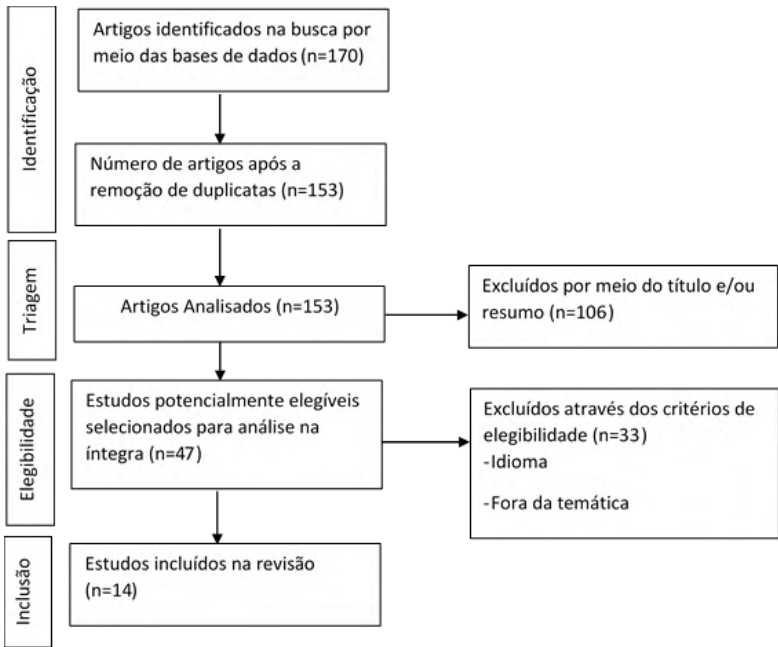 Identificação
Artigos identificados na busca por
meio das bases de dados (n=170)
Número de artigos após a
remoção de duplicatas (n=153)
Triagem
Artigos Analisados (n=153)
Excluídos por meio do título e/ou
resumo (n=106)
Elegibilidade
Estudos potencialmente elegíveis
selecionados para análise na
íntegra (n=47)
Excluídos através dos critérios de
elegibilidade (n=33)
-Idioma
-Fora da temática
Inclusão
Estudos incluídos na revisão
(n=14)